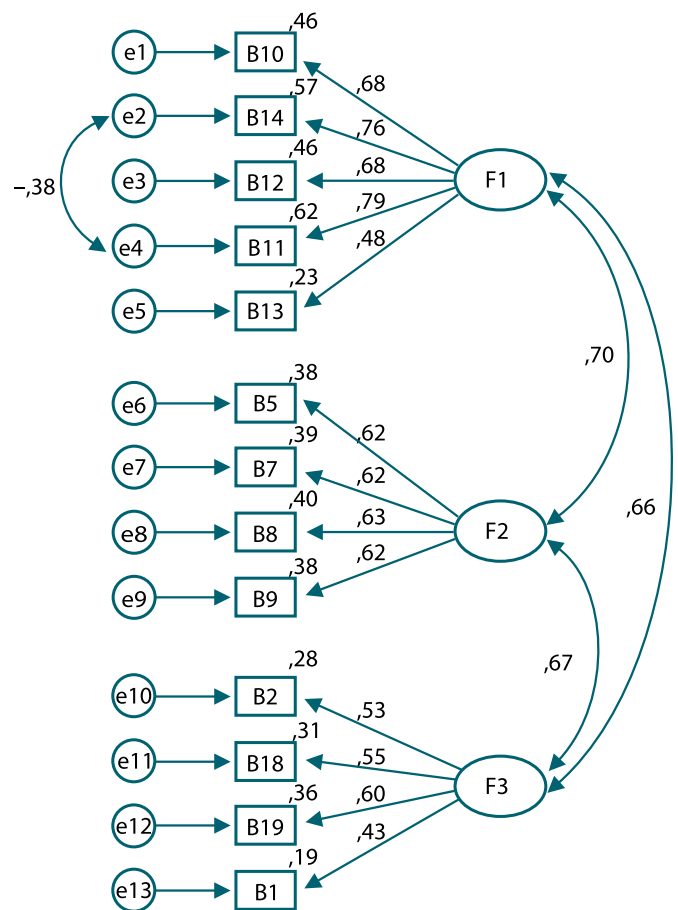 ,46
e1 B10
,57 ,68
e2 B14
,76
,46
e3 B12 ,68 F1
–,38
,62 ,79
e4 B11 ,48
,23
e5 B13
,70
,38
e6 B5
,39 ,62
e7 B7
,62
,40
,66
e8 B8 ,63 F2
,38 ,62
e9 B9
,28 ,67
e10 B2
,53
,31
e11 B18 ,55
F3
,36 ,60
e12 B19 ,43
,19
e13 B1